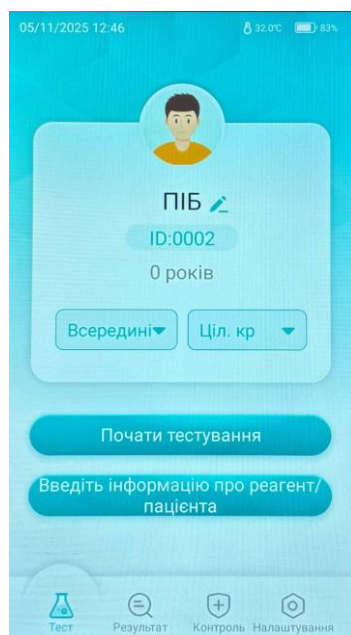 05/11/2025 12:46 32.0℃ 83%
ПІБ
ID:0002
0 років
Всередині Ціл. кр
Почати тестування
Введіть інформацію про реагент/
пацієнта
Тест Результат Контроль Налаштування